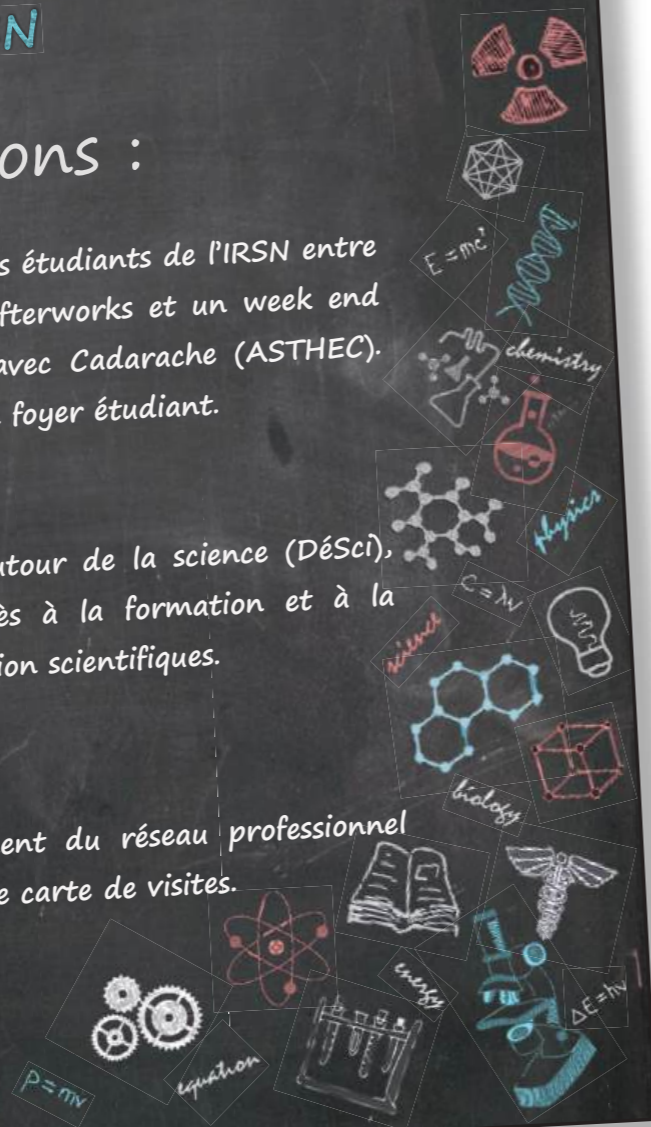 N
ons :
s étudiants de l'IRSN entre
fterworks et un week end
avec Cadarache (ASTHEC).
foyer étudiant.
utour de la science (DéSci),
ès à la formation et à la
ion scientifiques.
ent du réseau professionnel
e carte de visites.
E = mc²
chemistry
physics
C = λν
science
biology
energy
ΔE = hν
equation
P = mv